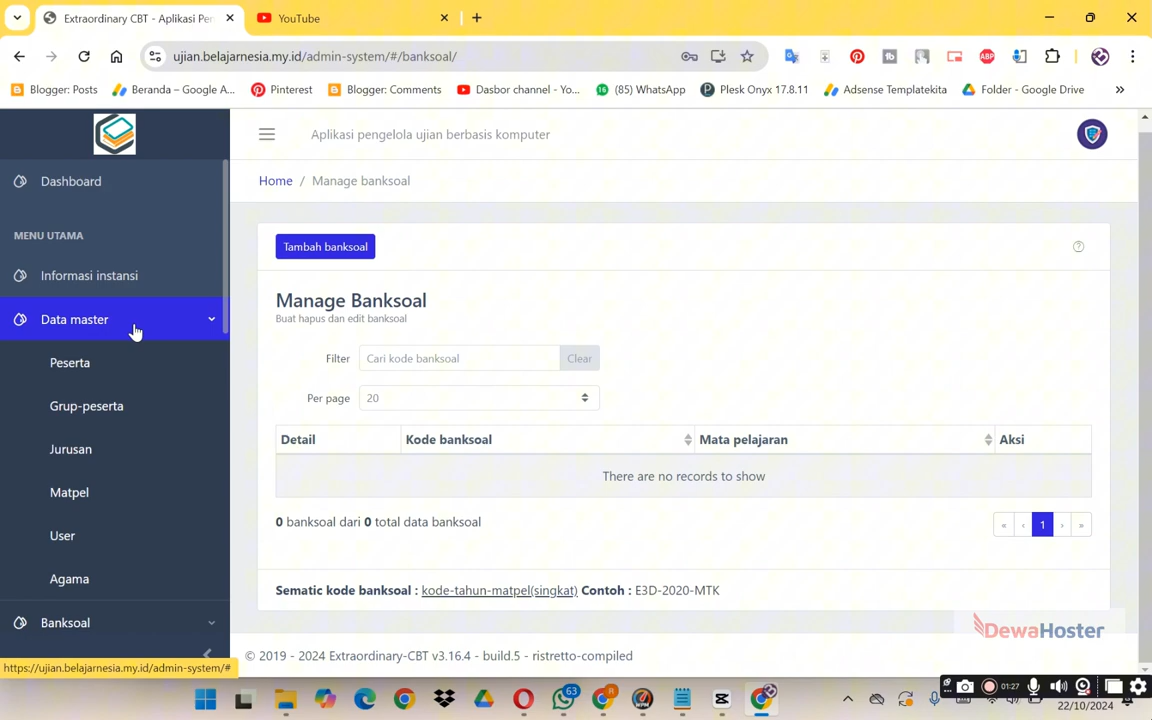 Extraordinary CBT - Aplikasi Pen
YouTube
ujian.belajarnesia.my.id/admin-system/#/banksoal/
Blogger: Posts
Beranda – Google A...
Pinterest
Blogger: Comments
Dasbor channel - Yo...
(85) WhatsApp
Plesk Onyx 17.8.11
Adsense Templatekita
Folder - Google Drive
Dashboard
MENU UTAMA
Informasi instansi
Data master
Peserta
Grup-peserta
Jurusan
Matpel
User
Agama
Banksoal
https://ujian.belajarnesia.my.id/admin-system/#
Aplikasi pengelola ujian berbasis komputer
Home / Manage banksoal
Tambah banksoal
Manage Banksoal
Buat hapus dan edit banksoal
Filter Cari kode banksoal Clear
Per page 20
Detail Kode banksoal Mata pelajaran Aksi
There are no records to show
0 banksoal dari 0 total data banksoal
« ‹ 1 › »
Sematic kode banksoal : kode-tahun-matpel(singkat) Contoh : E3D-2020-MTK
DewaHoster
© 2019 - 2024 Extraordinary-CBT v3.16.4 - build.5 - ristretto-compiled
63
8
01:27
22/10/2024